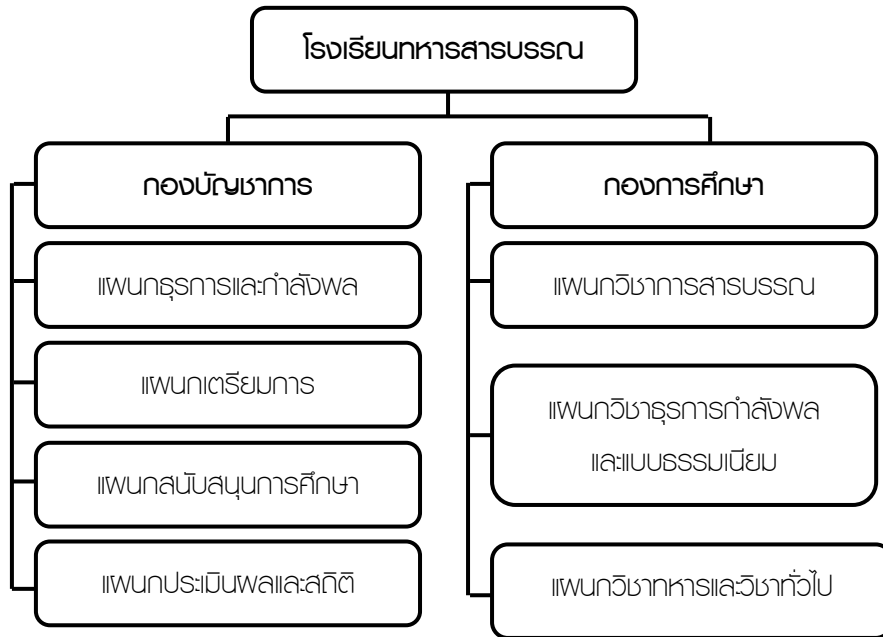 โรงเรียนทหารสารบรรณ
กองบัญชาการ
แผนกธุรการและกำลังพล
แผนกเตรียมการ
แผนกสนับสนุนการศึกษา
แผนกประเมินผลและสถิติ
กองการศึกษา
แผนกวิชาการสารบรรณ
แผนกวิชาธุรการกำลังพล
และแบบธรรมเนียม
แผนกวิชาทหารและวิชาทั่วไป